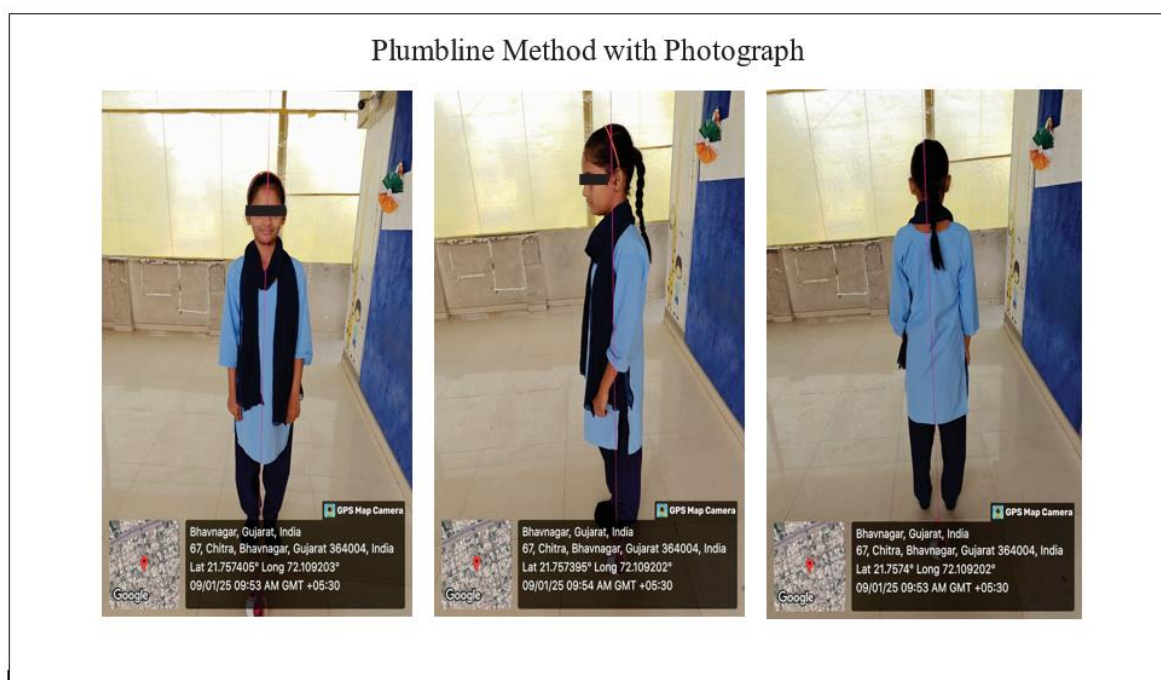 Plumbline Method with Photograph
GPS Map Camera
Bhavnagar, Gujarat, India
67, Chitra, Bhavnagar, Gujarat 364004, India
Lat 21.757405° Long 72.109203°
09/01/25 09:53 AM GMT +05:30
Google
GPS Map Camera
Bhavnagar, Gujarat, India
67, Chitra, Bhavnagar, Gujarat 364004, India
Lat 21.757395° Long 72.109202°
09/01/25 09:54 AM GMT +05:30
Google
GPS Map Camera
Bhavnagar, Gujarat, India
67, Chitra, Bhavnagar, Gujarat 364004, India
Lat 21.7574° Long 72.109202°
09/01/25 09:53 AM GMT +05:30
Google